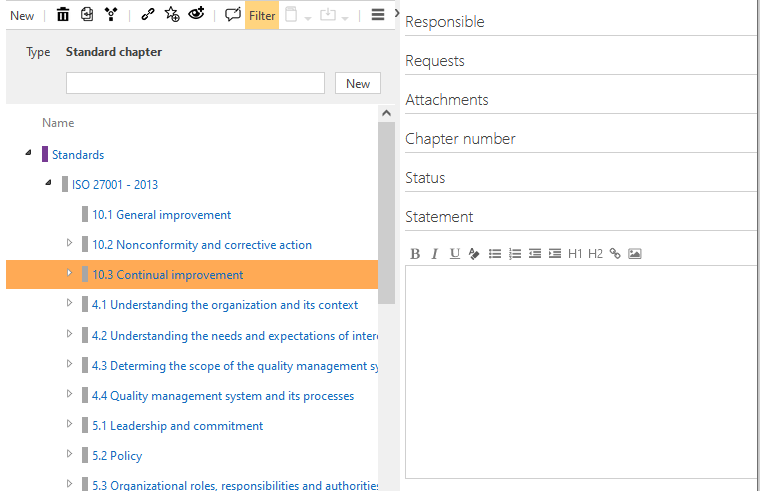 New
Filter
Type Standard chapter
New
Name
Standards
ISO 27001 - 2013
10.1 General improvement
10.2 Nonconformity and corrective action
10.3 Continual improvement
4.1 Understanding the organization and its context
4.2 Understanding the needs and expectations of inter
4.3 Determing the scope of the quality management sy
4.4 Quality management system and its processes
5.1 Leadership and commitment
5.2 Policy
5.3 Organizational roles, responsibilities and authorities
Responsible
Requests
Attachments
Chapter number
Status
Statement
B I U H1 H2